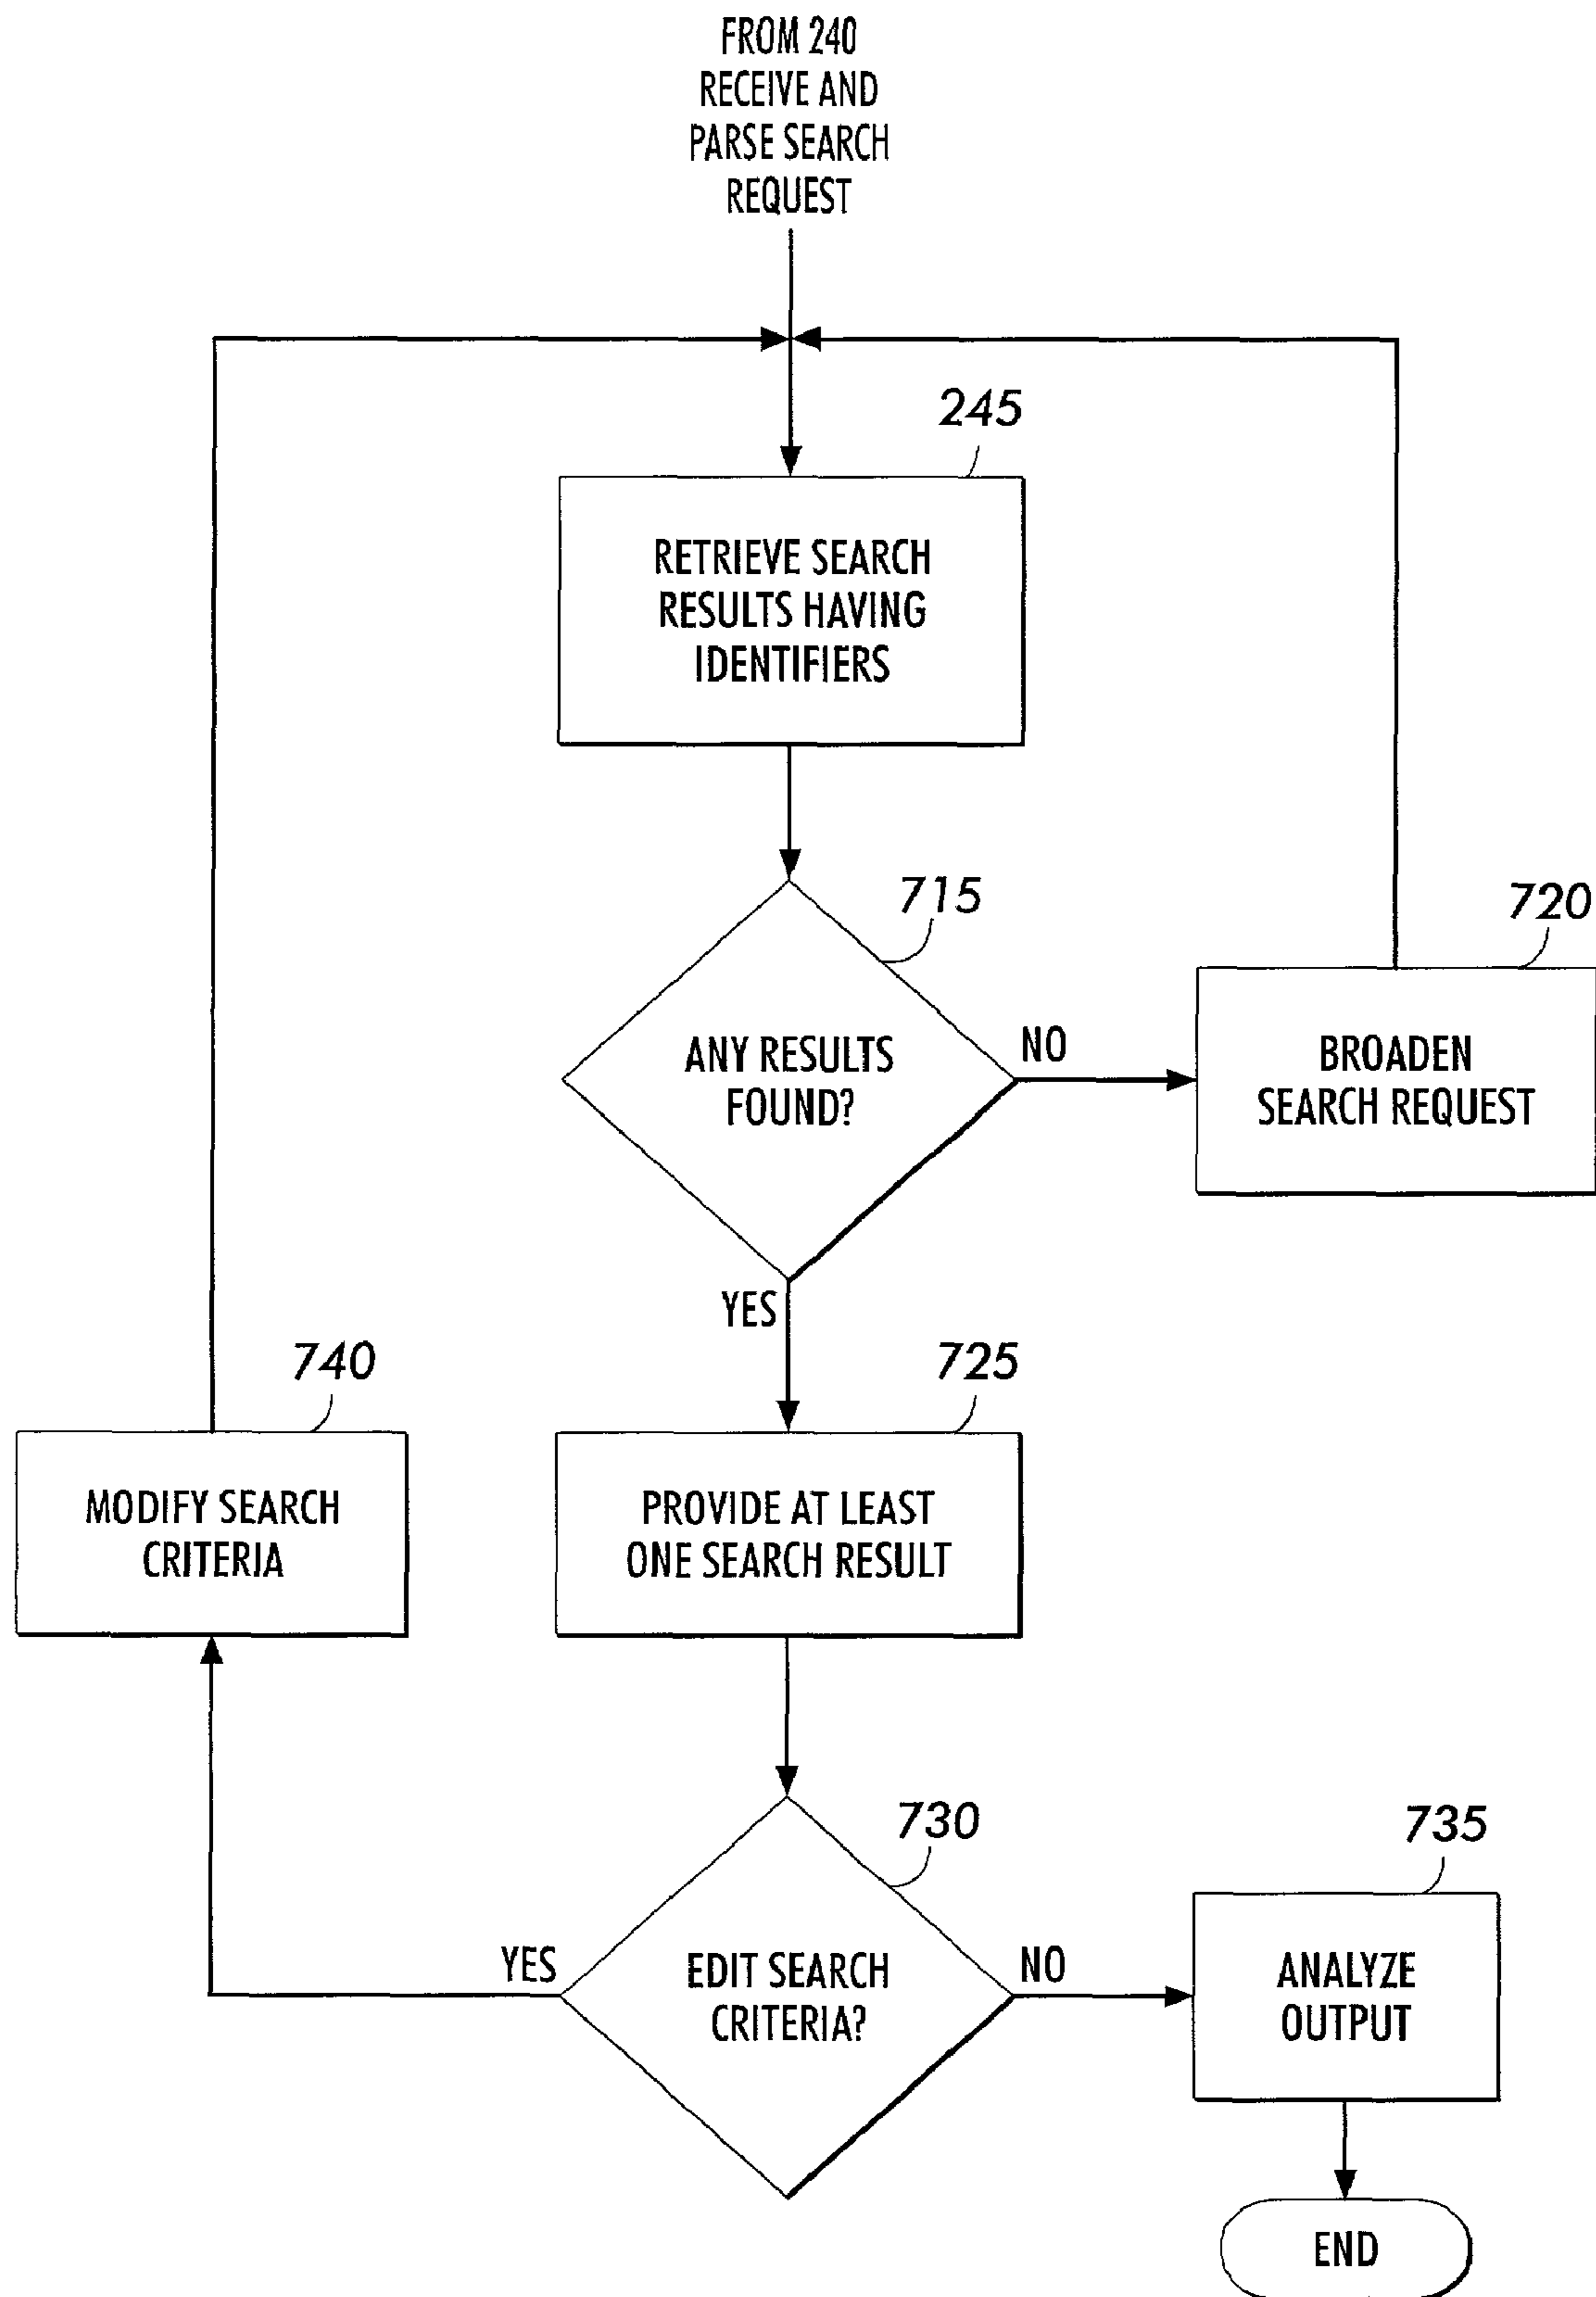 FROM 240
RECEIVE AND
PARSE SEARCH
REQUEST
245
RETRIEVE SEARCH
RESULTS HAVING
IDENTIFIERS
715
720
ANY RESULTS
FOUND?
NO
BROADEN
SEARCH REQUEST
YES
740
725
MODIFY SEARCH
CRITERIA
PROVIDE AT LEAST
ONE SEARCH RESULT
730
735
YES
EDIT SEARCH
CRITERIA?
NO
ANALYZE
OUTPUT
END